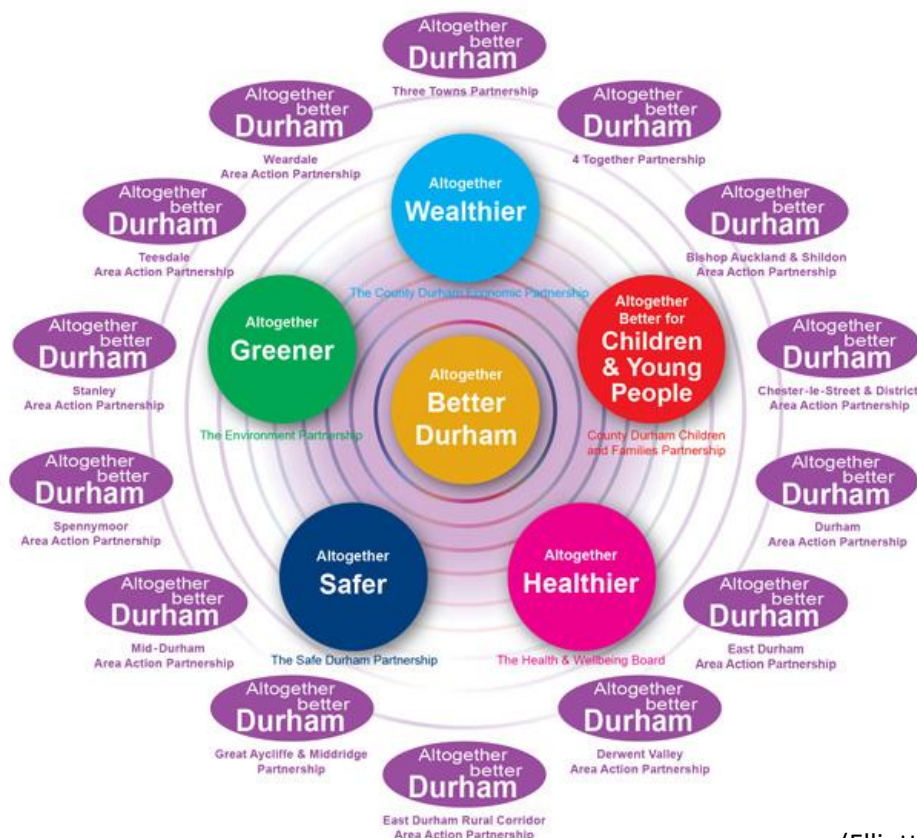 Altogether
better
Durham
Three Towns Partnership
Altogether
better
Durham
Weardale
Area Action Partnership
Altogether
better
Durham
4 Together Partnership
Altogether
better
Durham
Teesdale
Area Action Partnership
Altogether
better
Durham
Bishop Auckland & Shildon
Area Action Partnership
Altogether
Wealthier
The County Durham Economic Partnership
Altogether
Greener
The Environment Partnership
Altogether
Better for
Children
& Young
People
County Durham Children
and Families Partnership
Altogether
Better
Durham
Altogether
better
Durham
Stanley
Area Action Partnership
Altogether
better
Durham
Chester-le-Street & District
Area Action Partnership
Altogether
better
Durham
Spennymoor
Area Action Partnership
Altogether
better
Durham
Durham
Area Action Partnership
Altogether
Safer
The Safe Durham Partnership
Altogether
Healthier
The Health & Wellbeing Board
Altogether
better
Durham
Mid-Durham
Area Action Partnership
Altogether
better
Durham
East Durham
Area Action Partnership
Altogether
better
Durham
Great Aycliffe & Middridge
Partnership
Altogether
better
Durham
Derwent Valley
Area Action Partnership
Altogether
better
Durham
East Durham Rural Corridor
Area Action Partnership